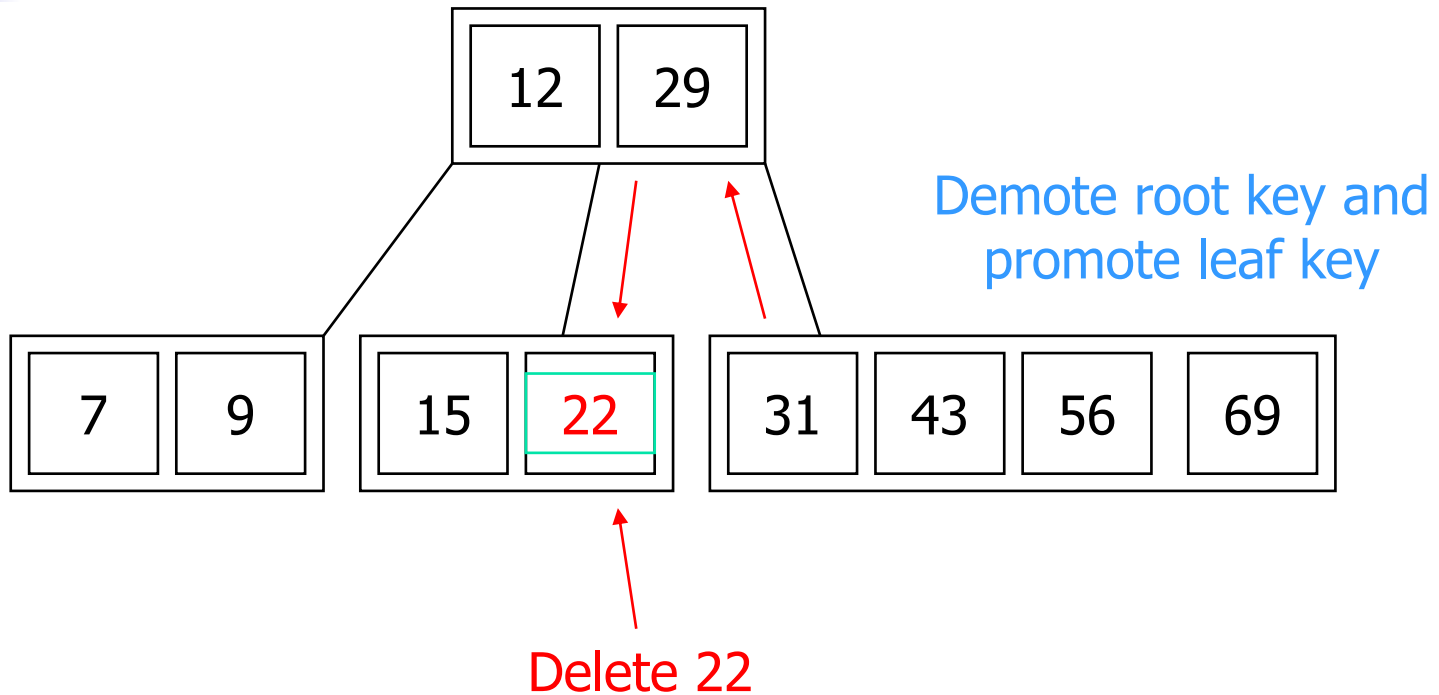 12 29
Demote root key and
promote leaf key
7 9 15 22 31 43 56 69
Delete 22